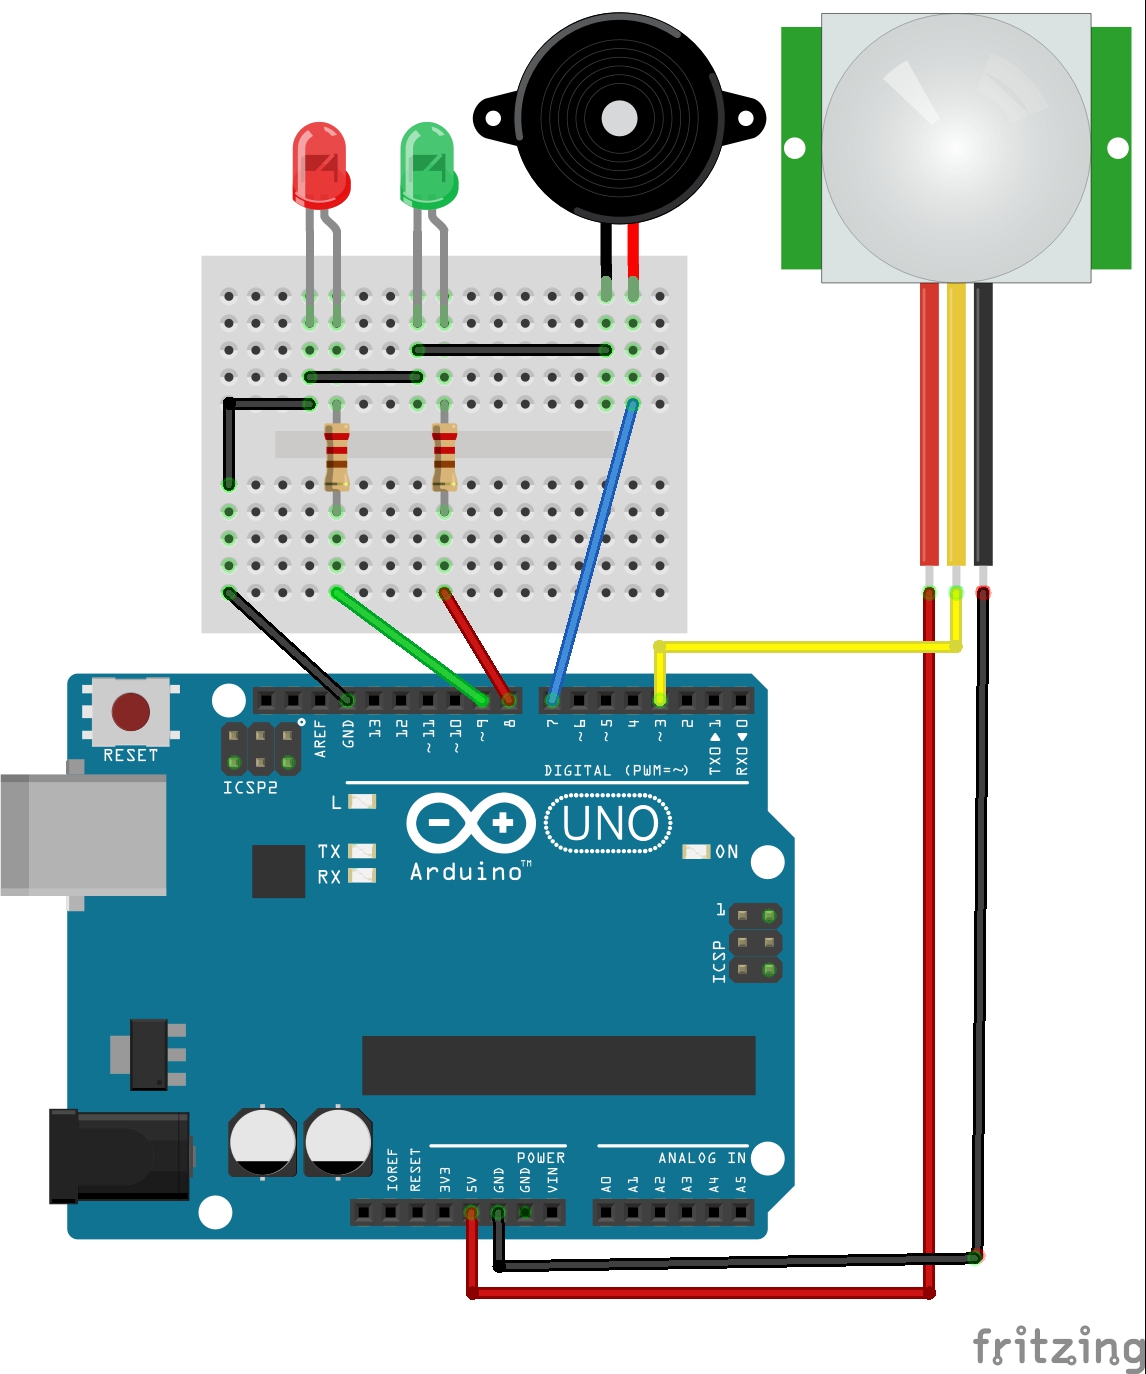 RESET
ICSP2
AREF
GND
13
12
~11
~10
~9
8
7
~6
~5
4
~3
2
TX0▶1
RX0◀0
DIGITAL (PWM=~)
L
TX
RX
Arduino™
UNO
ON
1
ICSP
IOREF
RESET
3V3
5V
GND
GND
VIN
POWER
ANALOG IN
A0
A1
A2
A3
A4
A5
fritzing